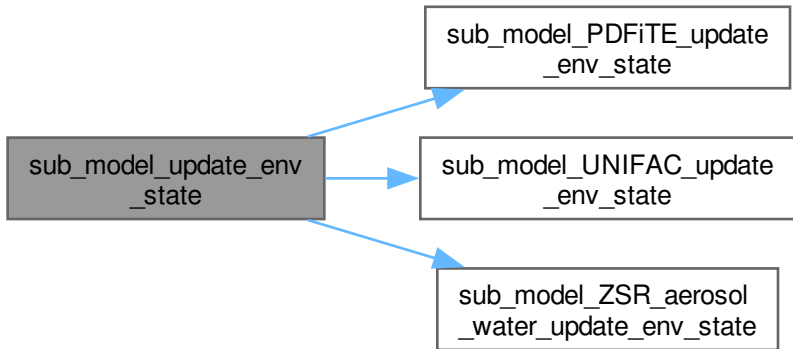 sub_model_PDFiTE_update
_env_state
sub_model_update_env
_state
sub_model_UNIFAC_update
_env_state
sub_model_ZSR_aerosol
_water_update_env_state